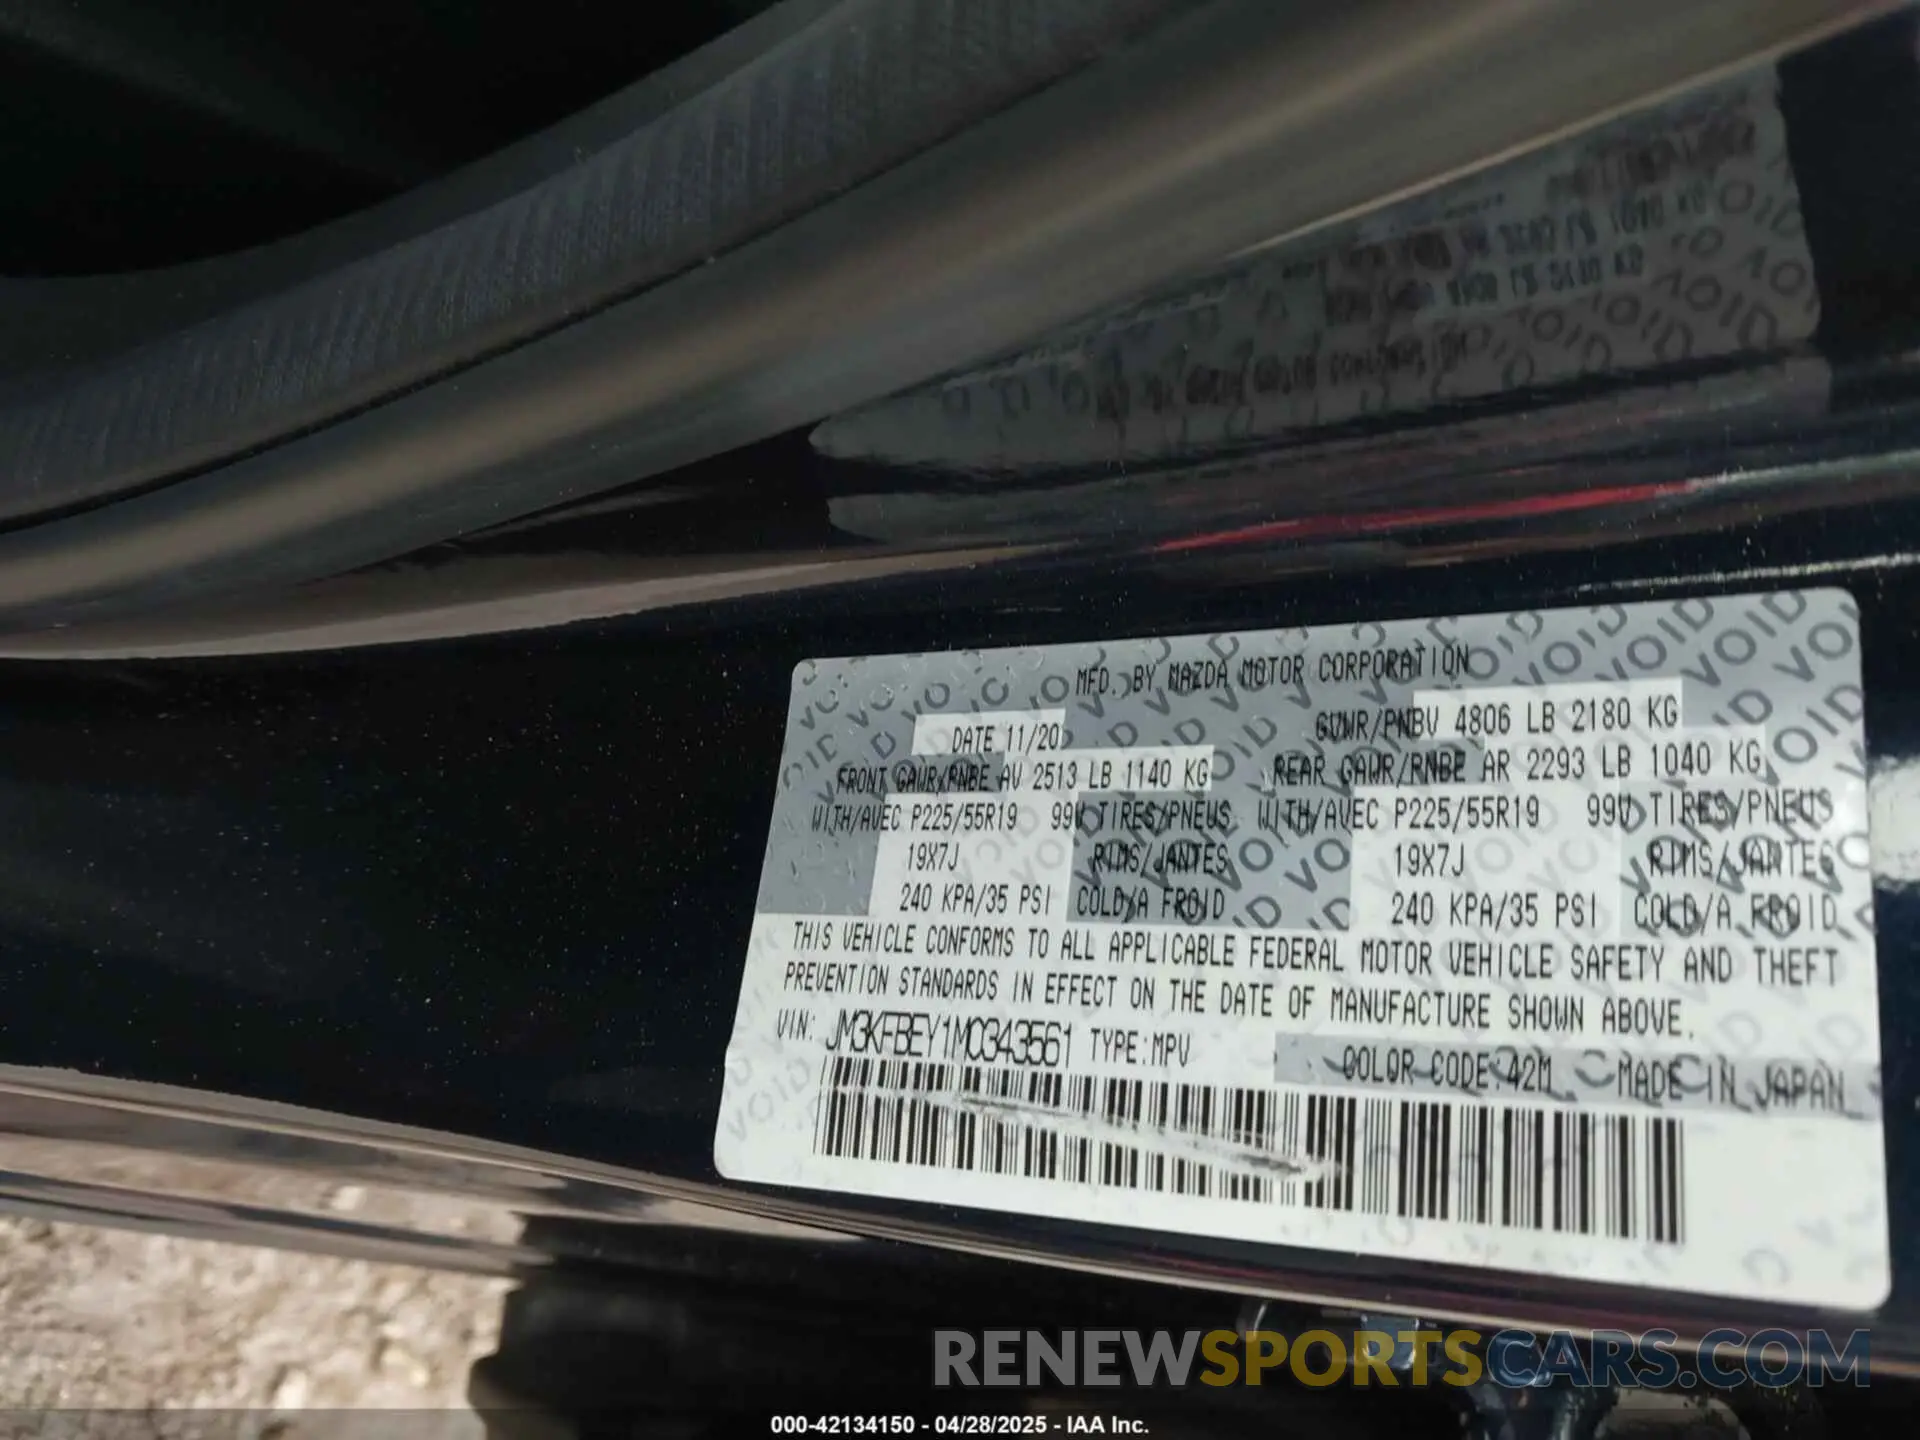 MFD. BY MAZDA MOTOR CORPORATION
DATE 11/20 GVWR/PNBV 4806 LB 2180 KG
FRONT GAWR/PNBE AV 2513 LB 1140 KG REAR GAWR/RNBE AR 2293 LB 1040 KG
WITH/AVEC P225/55R19 99V TIRES/PNEUS WITH/AVEC P225/55R19 99V TIRES/PNEUS
19X7J RIMS/JANTES 19X7J RIMS/JANTES
240 KPA/35 PSI COLD/A FROID 240 KPA/35 PSI COLD/A FROID
THIS VEHICLE CONFORMS TO ALL APPLICABLE FEDERAL MOTOR VEHICLE SAFETY AND THEFT
PREVENTION STANDARDS IN EFFECT ON THE DATE OF MANUFACTURE SHOWN ABOVE.
VIN: JM3KFBEY1M0343561 TYPE:MPV
COLOR CODE:42M MADE IN JAPAN
RENEWSPORTSCARS.COM
000-42134150 - 04/28/2025 - IAA Inc.